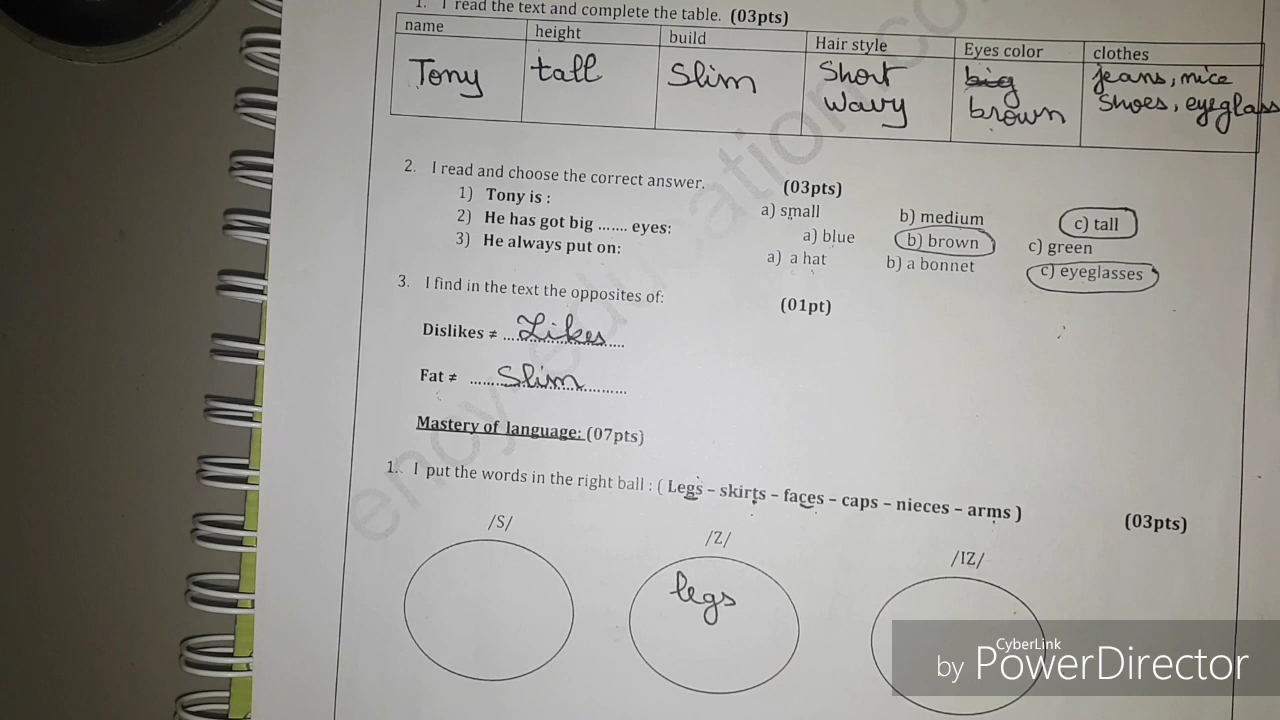 1. I read the text and complete the table. (03pts)
name height build Hair style Eyes color clothes
Tony tall Slim Short big jeans, nice
Wavy brown Shoes, eyeglass
2. I read and choose the correct answer. (03pts)
1) Tony is : a) small b) medium c) tall
2) He has got big ....... eyes: a) blue b) brown c) green
3) He always put on: a) a hat b) a bonnet c) eyeglasses
3. I find in the text the opposites of: (01pt)
Dislikes ≠ Likes
Fat ≠ Slim
Mastery of language: (07pts)
1. I put the words in the right ball : ( Legs – skirts – faces – caps – nieces – arms ) (03pts)
/S/ /Z/ /IZ/
legs
ency-education.co
CyberLink
by PowerDirector